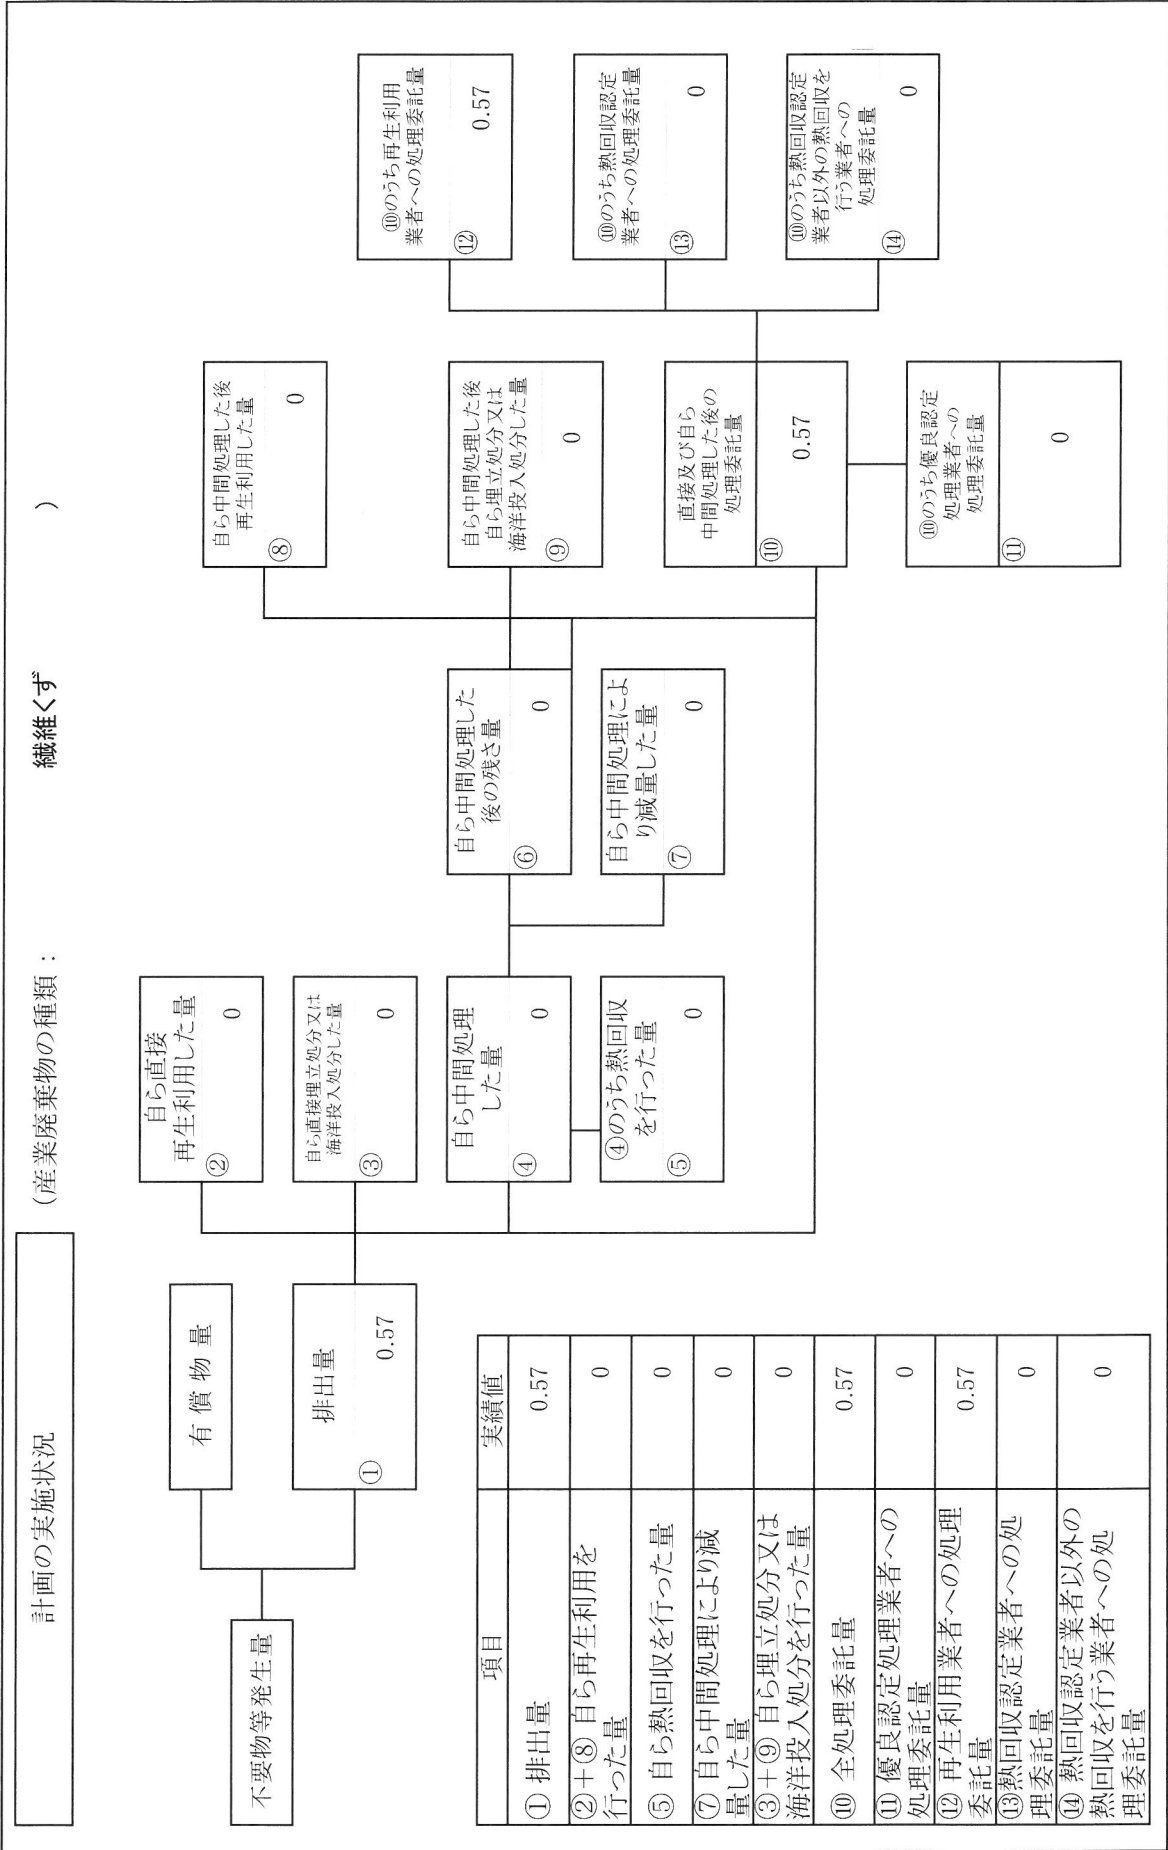 計画の実施状況
(産業廃棄物の種類： 繊維くず )
不要物等発生量
有償物量
排出量
① 0.57
自ら直接
再生利用した量
② 0
自ら直接埋立処分又は
海洋投入処分した量
③ 0
自ら中間処理
した量
④ 0
④のうち熱回収
を行った量
⑤ 0
自ら中間処理した
後の残さ量
⑥ 0
自ら中間処理によ
り減量した量
⑦ 0
自ら中間処理した後
再生利用した量
⑧ 0
自ら中間処理した後
自ら埋立処分又は
海洋投入処分した量
⑨ 0
直接及び自ら
中間処理した後の
処理委託量
⑩ 0.57
⑩のうち優良認定
処理業者への
処理委託量
⑪ 0
⑩のうち再生利用
業者への処理委託量
⑫ 0.57
⑩のうち熱回収認定
業者への処理委託量
⑬ 0
⑩のうち熱回収認定
業者以外の熱回収を
行う業者への
処理委託量
⑭ 0
項目 実績値
① 排出量 0.57
②＋⑧ 自ら再生利用を
行った量 0
⑤ 自ら熱回収を行った量 0
⑦ 自ら中間処理により減
量した量 0
③＋⑨ 自ら埋立処分又は
海洋投入処分を行った量 0
⑩ 全処理委託量 0.57
⑪ 優良認定処理業者への
処理委託量 0
⑫ 再生利用業者への処理
委託量 0.57
⑬熱回収認定業者への処
理委託量 0
⑭ 熱回収認定業者以外の
熱回収を行う業者への処
理委託量 0